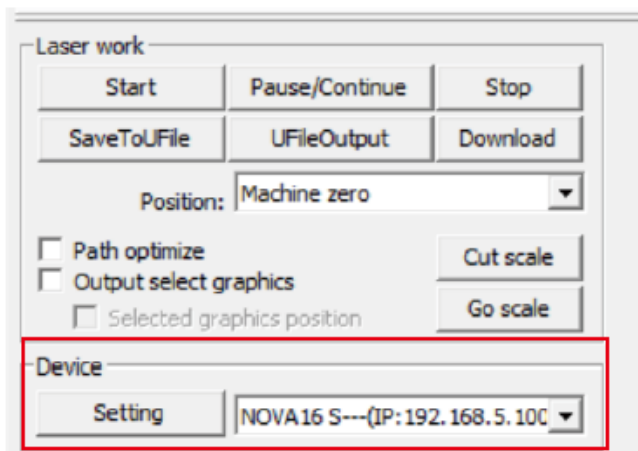 Laser work
Start Pause/Continue Stop
SaveToUFile UFileOutput Download
Position: Machine zero
Path optimize Cut scale
Output select graphics
Selected graphics position Go scale
Device
Setting NOVA16 S---(IP:192.168.5.100